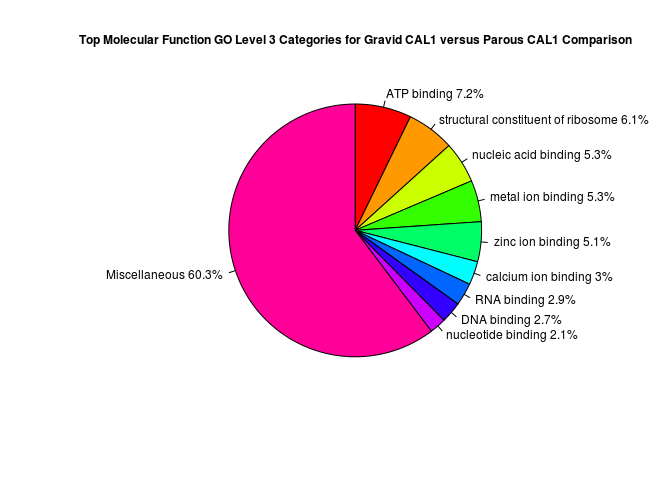 Top Molecular Function GO Level 3 Categories for Gravid CAL1 versus Parous CAL1 Comparison
ATP binding 7.2%
structural constituent of ribosome 6.1%
nucleic acid binding 5.3%
metal ion binding 5.3%
zinc ion binding 5.1%
calcium ion binding 3%
RNA binding 2.9%
DNA binding 2.7%
nucleotide binding 2.1%
Miscellaneous 60.3%